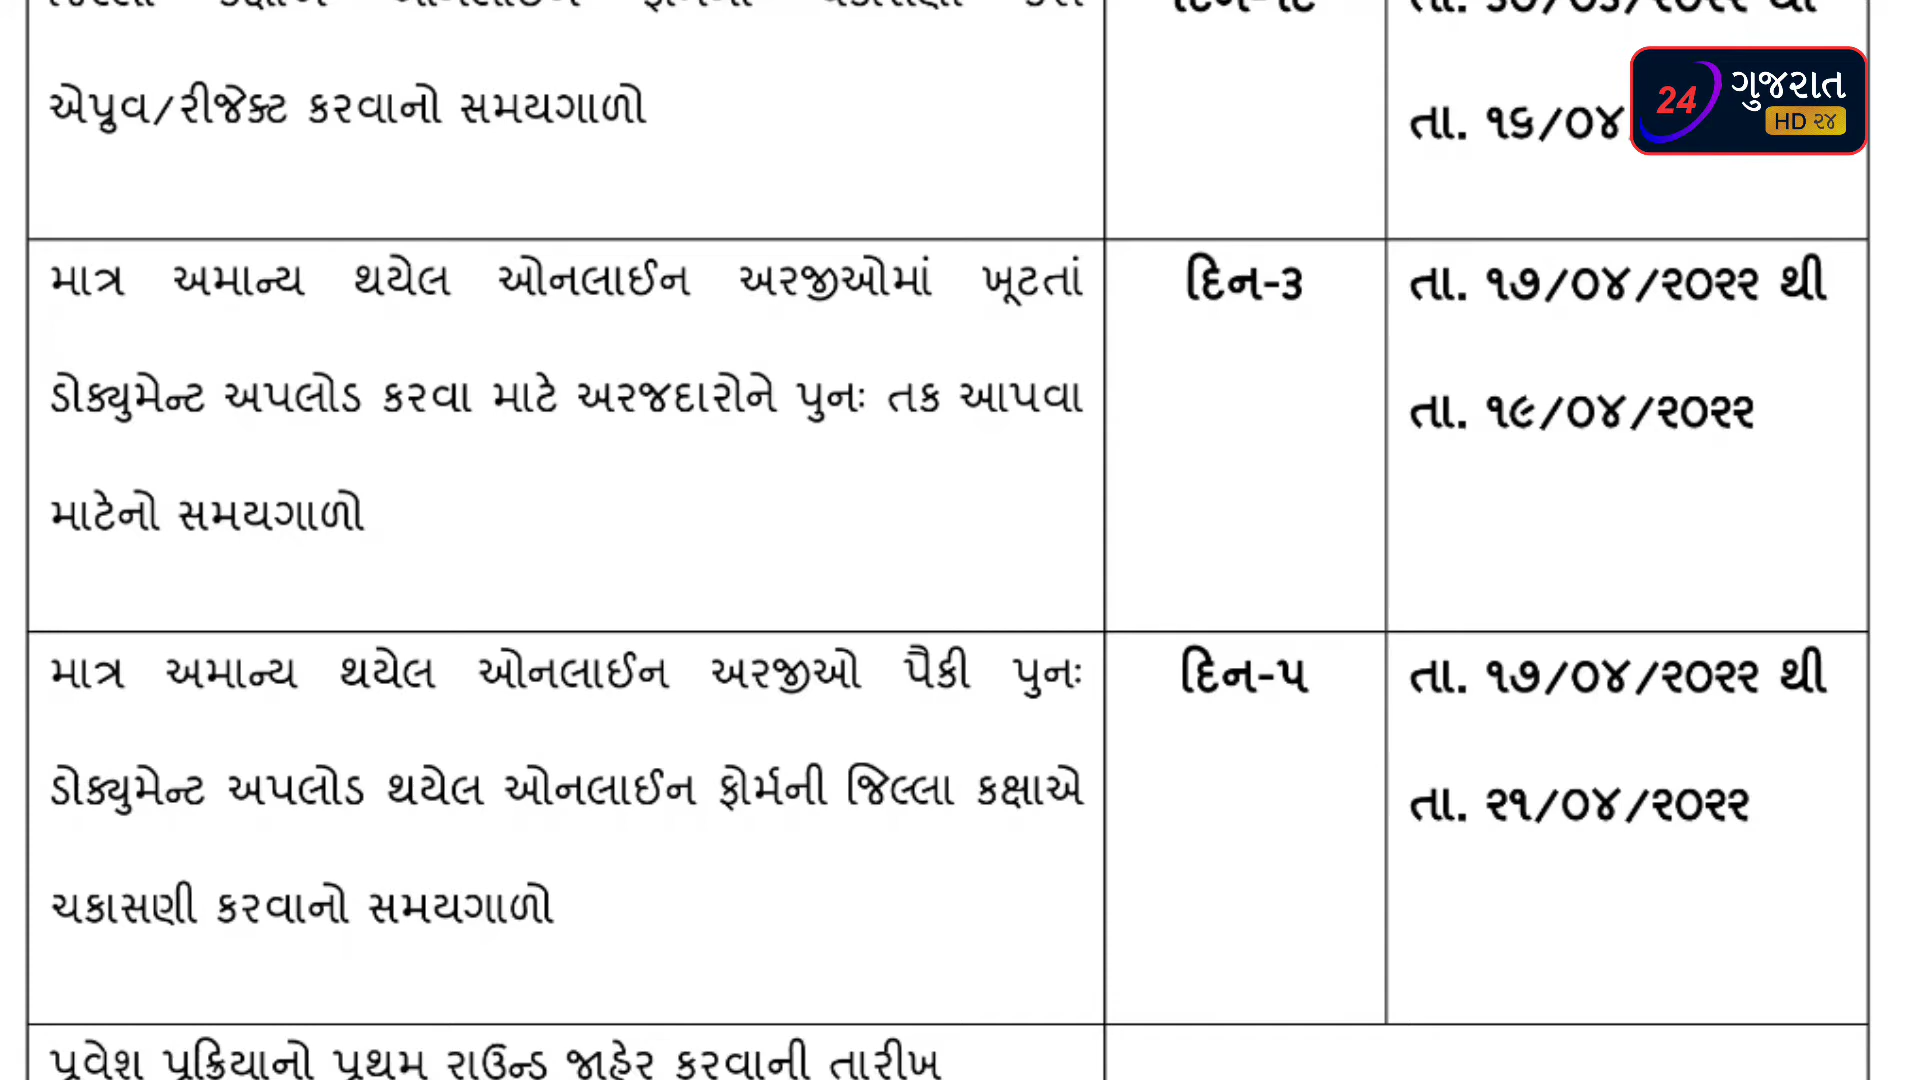 એપ્રુવ/રીજેક્ટ કરવાનો સમયગાળો
તા. ૧૬/૦૪
24 ગુજરાત
HD ૨૪
માત્ર અમાન્ય થયેલ ઓનલાઈન અરજીઓમાં ખૂટતાં
ડોક્યુમેન્ટ અપલોડ કરવા માટે અરજદારોને પુનઃ તક આપવા
માટેનો સમયગાળો
દિન-૩
તા. ૧૭/૦૪/૨૦૨૨ થી
તા. ૧૯/૦૪/૨૦૨૨
માત્ર અમાન્ય થયેલ ઓનલાઈન અરજીઓ પૈકી પુનઃ
ડોક્યુમેન્ટ અપલોડ થયેલ ઓનલાઈન ફોર્મની જિલ્લા કક્ષાએ
ચકાસણી કરવાનો સમયગાળો
દિન-૫
તા. ૧૭/૦૪/૨૦૨૨ થી
તા. ૨૧/૦૪/૨૦૨૨
પ્રવેશ પ્રક્રિયાનો પ્રથમ રાઉન્ડ જાહેર કરવાની તારીખ